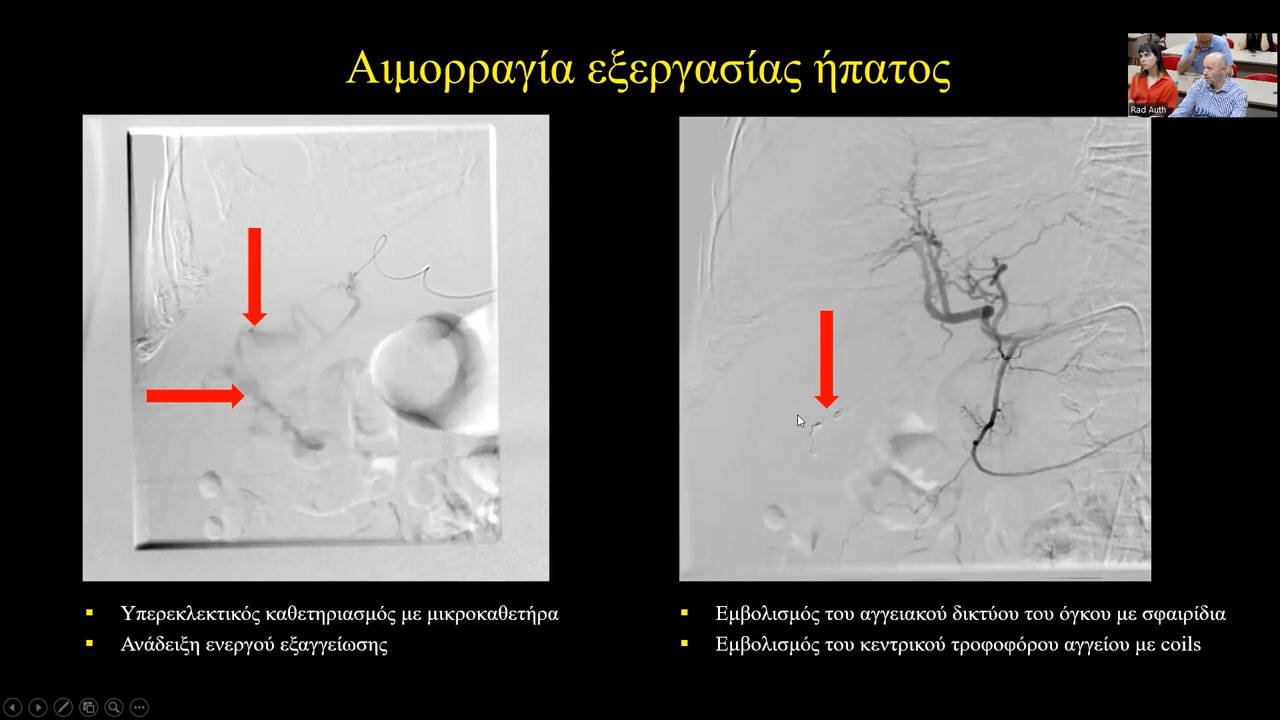 Αιμορραγία εξεργασίας ήπατος
Rad Auth
Υπερεκλεκτικός καθετηριασμός με μικροκαθετήρα
Ανάδειξη ενεργού εξαγγείωσης
Εμβολισμός του αγγειακού δικτύου του όγκου με σφαιρίδια
Εμβολισμός του κεντρικού τροφοφόρου αγγείου με coils